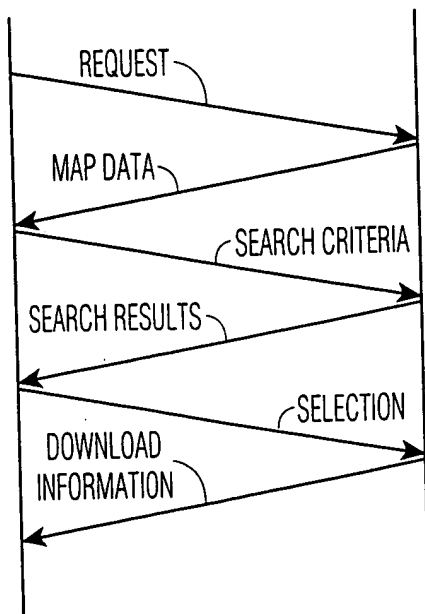 REQUEST
MAP DATA
SEARCH CRITERIA
SEARCH RESULTS
SELECTION
DOWNLOAD
INFORMATION